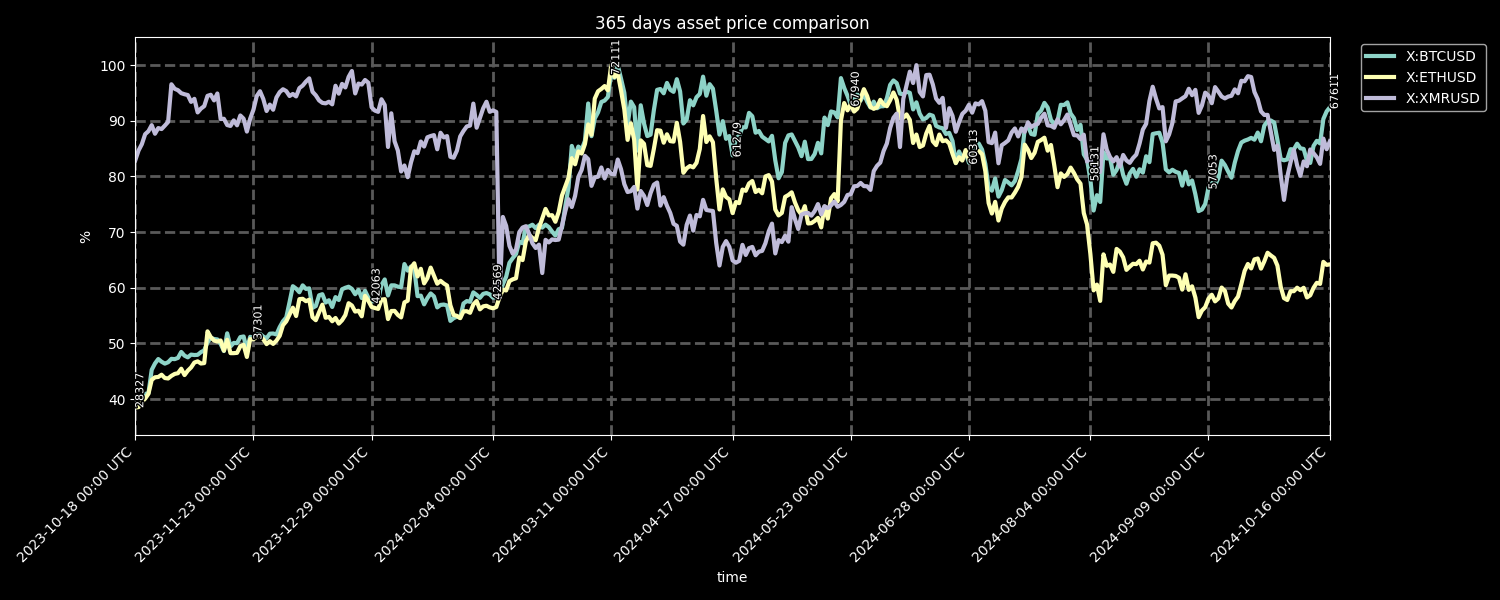 365 days asset price comparison
X:BTCUSD
X:ETHUSD
X:XMRUSD
%
100
90
80
70
60
50
40
28327
37301
42063
42569
72111
61279
67940
60313
58131
57053
67611
2023-10-18 00:00 UTC
2023-11-23 00:00 UTC
2023-12-29 00:00 UTC
2024-02-04 00:00 UTC
2024-03-11 00:00 UTC
2024-04-17 00:00 UTC
2024-05-23 00:00 UTC
2024-06-28 00:00 UTC
2024-08-04 00:00 UTC
2024-09-09 00:00 UTC
2024-10-16 00:00 UTC
time